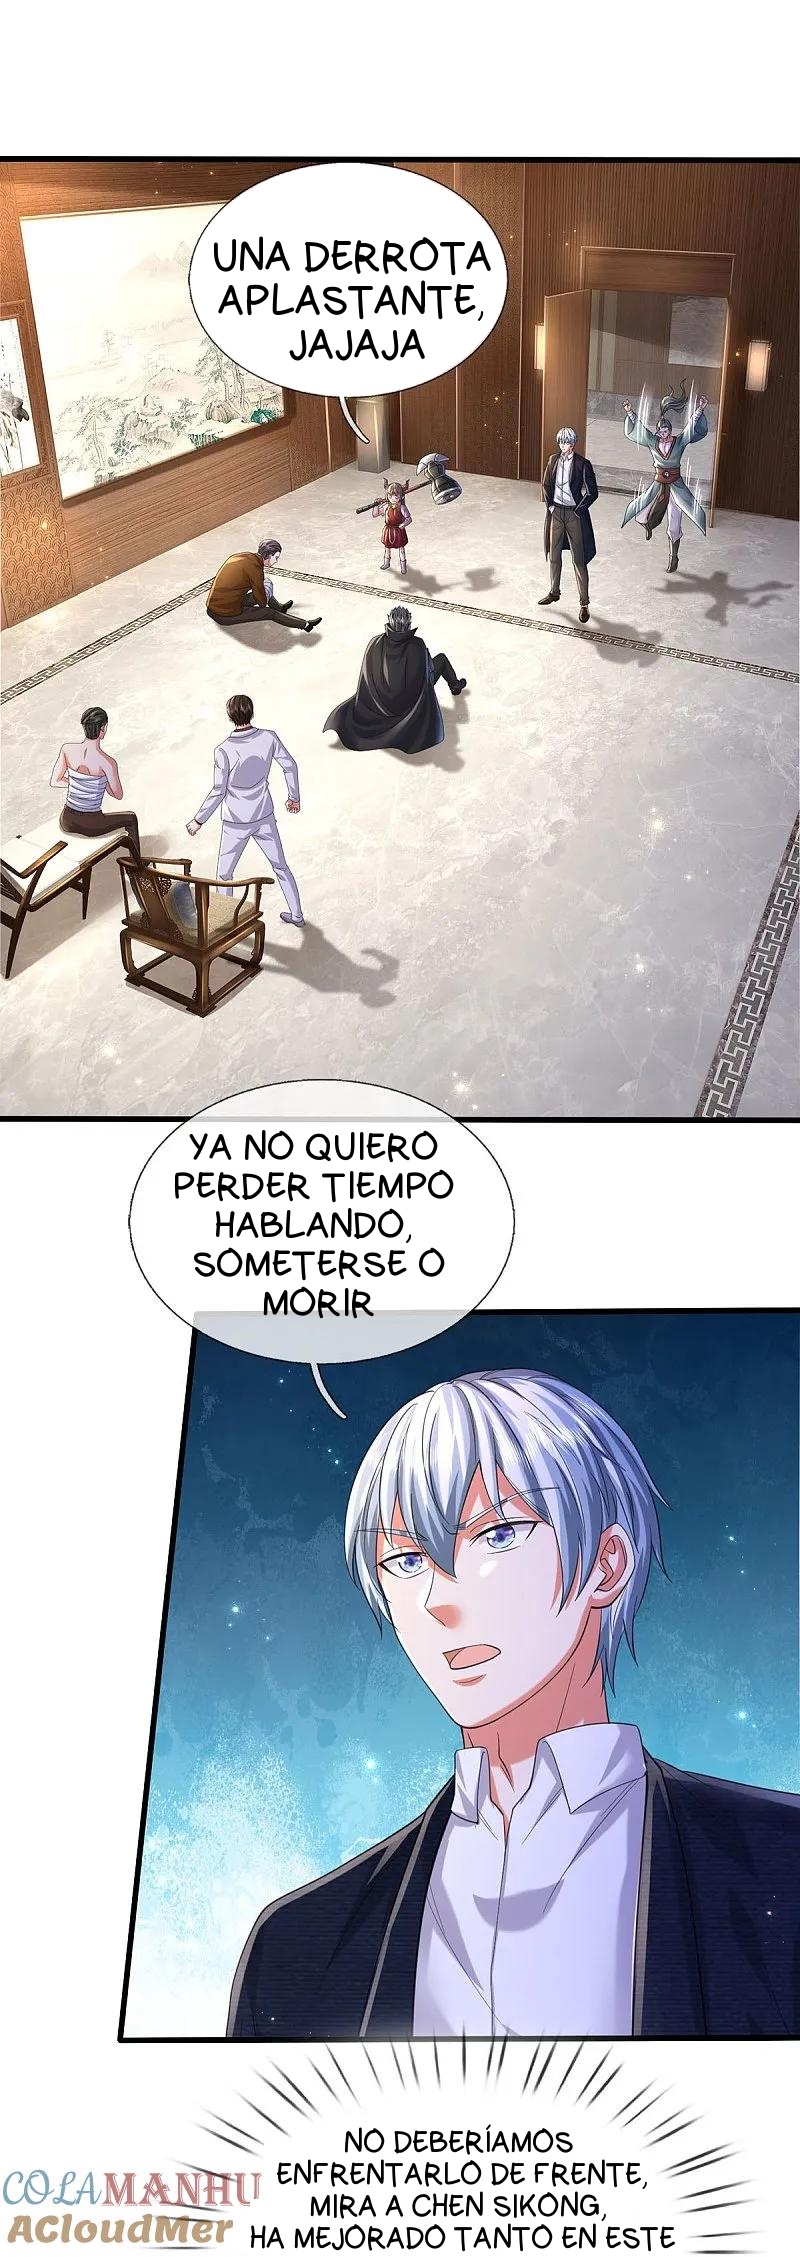 UNA DERROTA
APLASTANTE,
JAJAJA
YA NO QUIERO
PERDER TIEMPO
HABLANDO,
SOMETERSE O
MORIR
NO DEBERÍAMOS
ENFRENTARLO DE FRENTE,
MIRA A CHEN SIKONG,
HA MEJORADO TANTO EN ESTE
COLAMANHU
ACloudMer